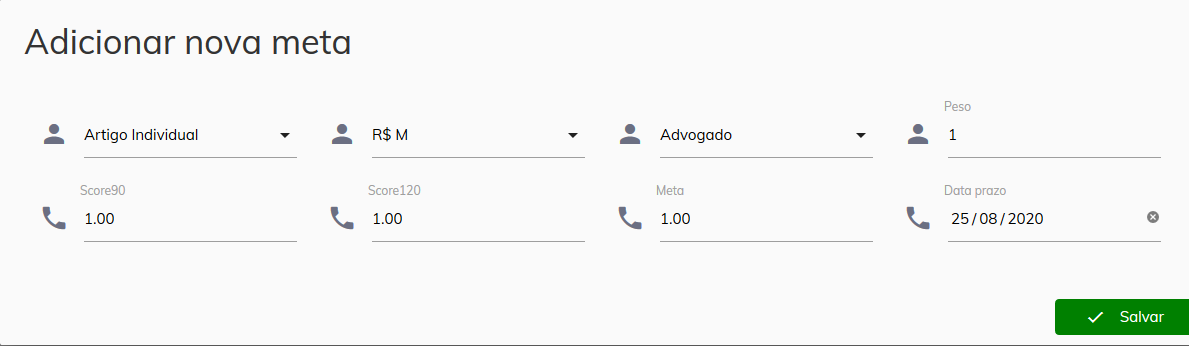 Adicionar nova meta
Peso
Artigo Individual R$ M Advogado 1
Score90 Score120 Meta Data prazo
1.00 1.00 1.00 25/08/2020
Salvar